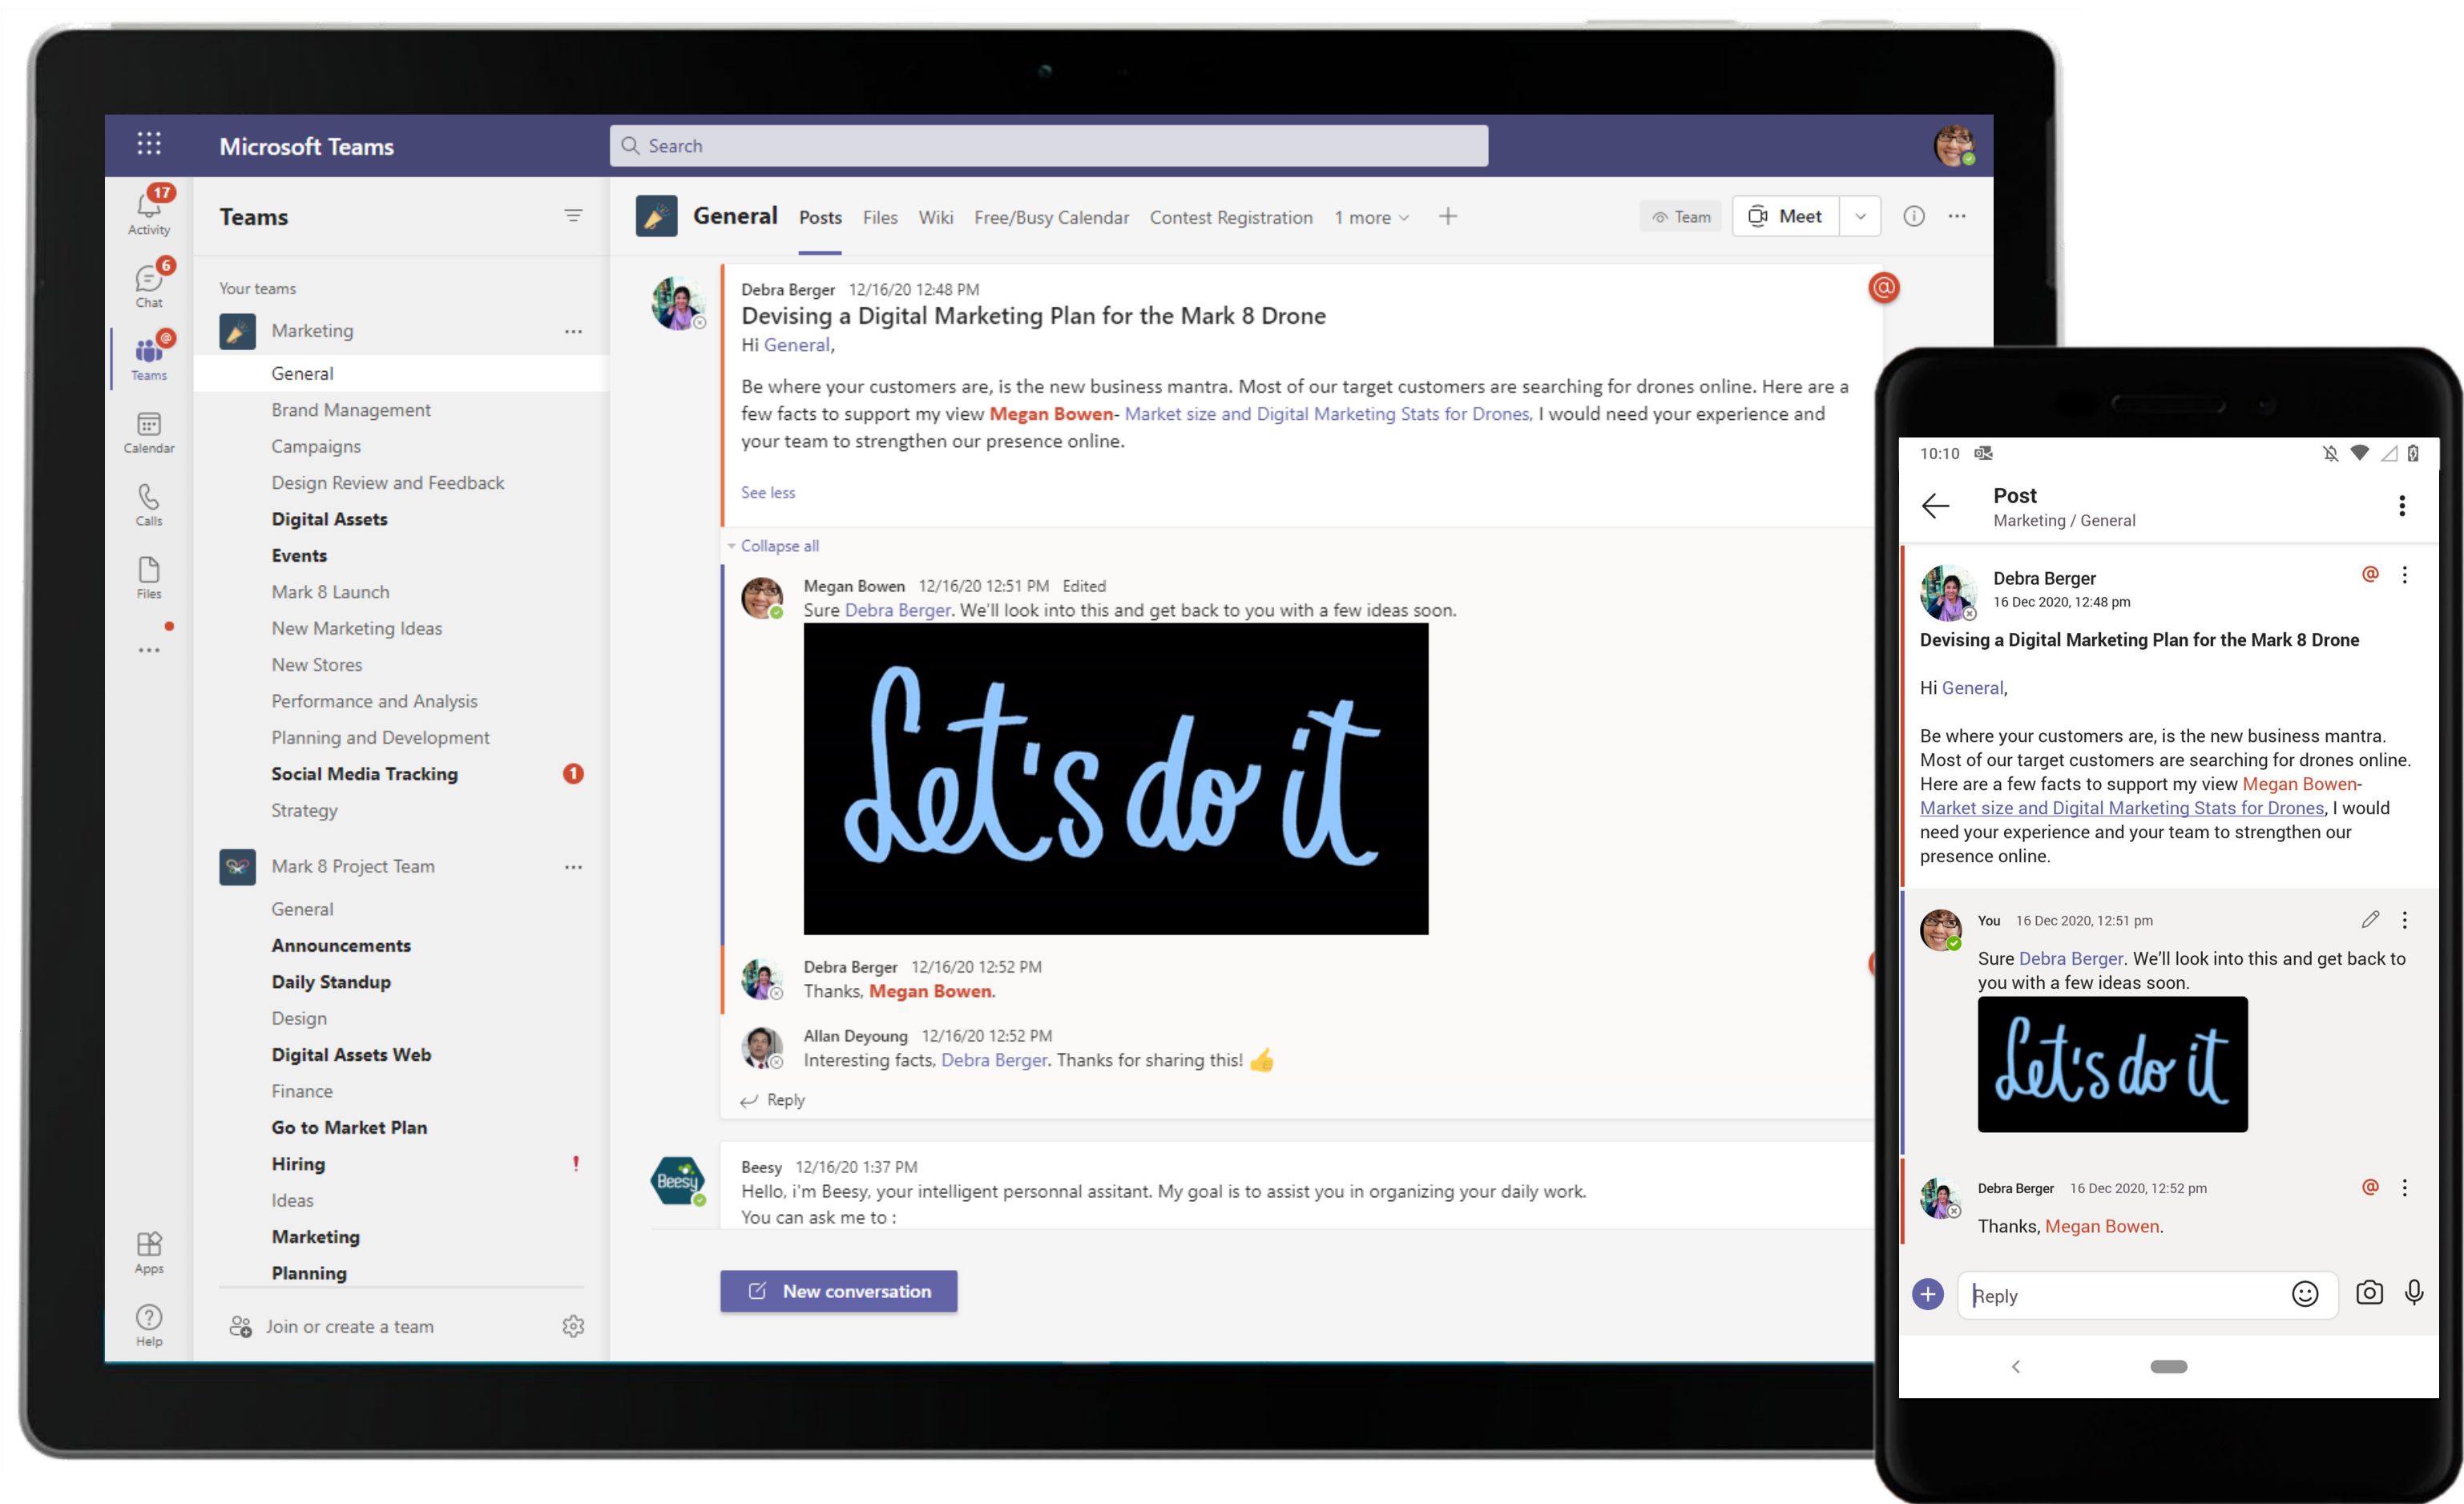 Microsoft Teams
Search
17
Activity
6
Chat
@
Teams
Calendar
Calls
Files
Apps
Help
Teams
Your teams
Marketing
General
Brand Management
Campaigns
Design Review and Feedback
Digital Assets
Events
Mark 8 Launch
New Marketing Ideas
New Stores
Performance and Analysis
Planning and Development
Social Media Tracking 1
Strategy
Mark 8 Project Team
General
Announcements
Daily Standup
Design
Digital Assets Web
Finance
Go to Market Plan
Hiring !
Ideas
Marketing
Planning
Join or create a team
General Posts Files Wiki Free/Busy Calendar Contest Registration 1 more
Team Meet
Debra Berger 12/16/20 12:48 PM @
Devising a Digital Marketing Plan for the Mark 8 Drone
Hi General,
Be where your customers are, is the new business mantra. Most of our target customers are searching for drones online. Here are a
few facts to support my view Megan Bowen- Market size and Digital Marketing Stats for Drones, I would need your experience and
your team to strengthen our presence online.
See less
Collapse all
Megan Bowen 12/16/20 12:51 PM Edited
Sure Debra Berger. We'll look into this and get back to you with a few ideas soon.
Let's do it
Debra Berger 12/16/20 12:52 PM
Thanks, Megan Bowen.
Allan Deyoung 12/16/20 12:52 PM
Interesting facts, Debra Berger. Thanks for sharing this!
Reply
Beesy
Beesy 12/16/20 1:37 PM
Hello, i'm Beesy, your intelligent personnal assitant. My goal is to assist you in organizing your daily work.
You can ask me to :
New conversation
10:10
Post
Marketing / General
Debra Berger @
16 Dec 2020, 12:48 pm
Devising a Digital Marketing Plan for the Mark 8 Drone
Hi General,
Be where your customers are, is the new business mantra.
Most of our target customers are searching for drones online.
Here are a few facts to support my view Megan Bowen-
Market size and Digital Marketing Stats for Drones, I would
need your experience and your team to strengthen our
presence online.
You 16 Dec 2020, 12:51 pm
Sure Debra Berger. We'll look into this and get back to
you with a few ideas soon.
Let's do it
Debra Berger 16 Dec 2020, 12:52 pm @
Thanks, Megan Bowen.
Reply